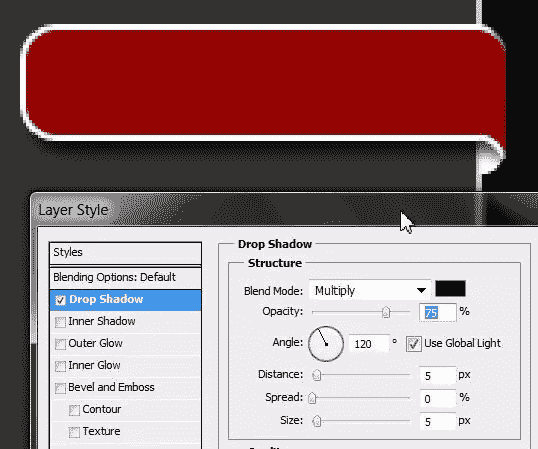 Layer Style
Styles
Blending Options: Default
Drop Shadow
Inner Shadow
Outer Glow
Inner Glow
Bevel and Emboss
Contour
Texture
Drop Shadow
Structure
Blend Mode: Multiply
Opacity: 75 %
Angle: 120 ° Use Global Light
Distance: 5 px
Spread: 0 %
Size: 5 px